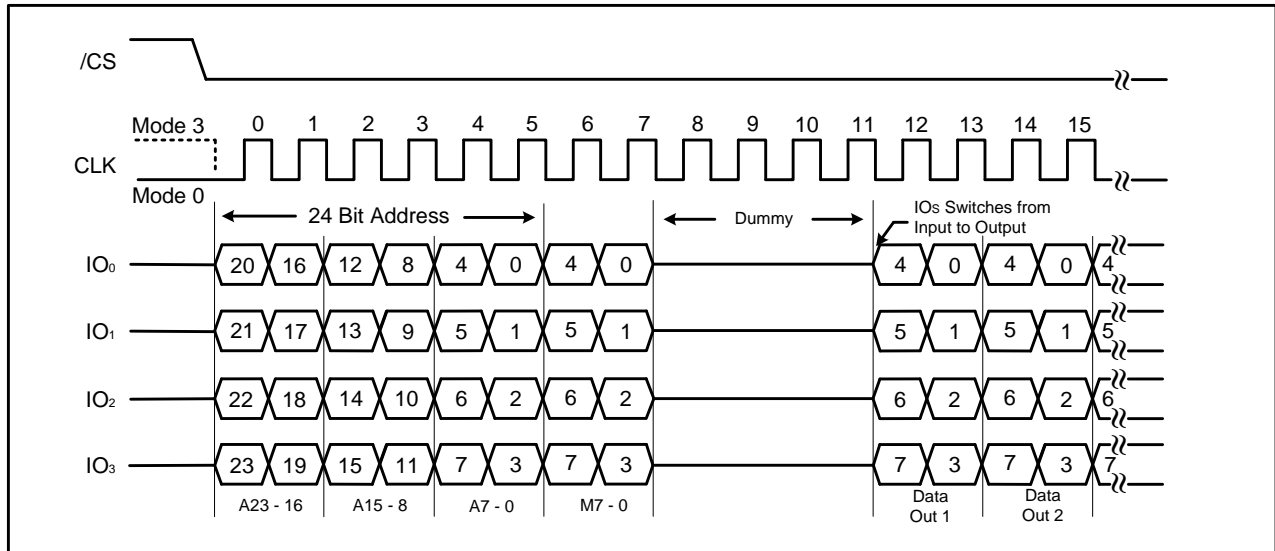 /CS
Mode 3 0 1 2 3 4 5 6 7 8 9 10 11 12 13 14 15
CLK
Mode 0
24 Bit Address Dummy IOs Switches from
Input to Output
IO₀ 20 16 12 8 4 0 4 0 4 0 4 0 4
IO₁ 21 17 13 9 5 1 5 1 5 1 5 1 5
IO₂ 22 18 14 10 6 2 6 2 6 2 6 2 6
IO₃ 23 19 15 11 7 3 7 3 7 3 7 3 7
A23 - 16 A15 - 8 A7 - 0 M7 - 0 Data Data
Out 1 Out 2